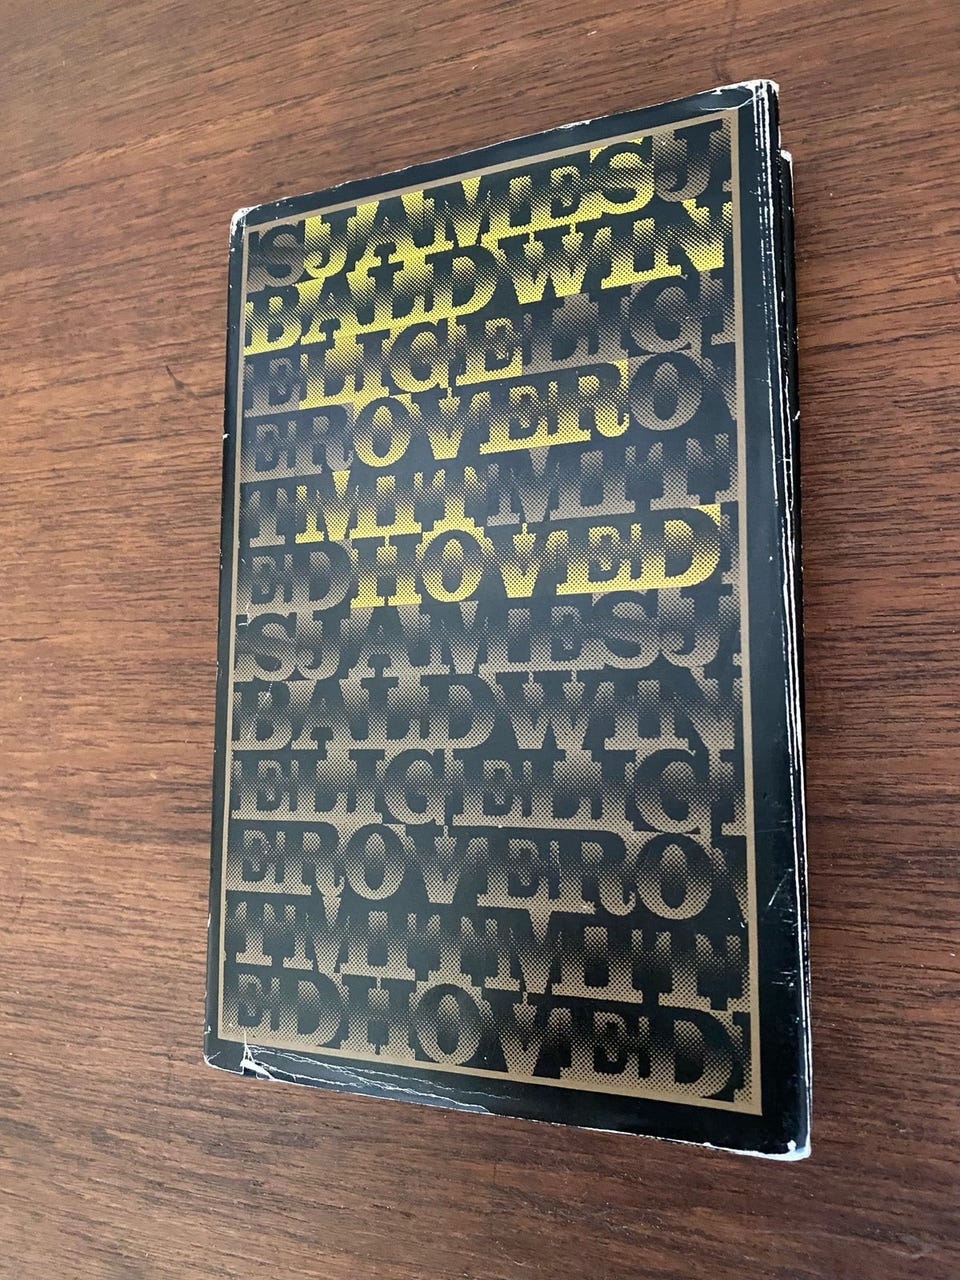 SJAMESJ
BALDWIN
ELIGELIG
EROVERO
TMITMIT
EDHOVED
SJAMESJ
BALDWIN
ELIGELIG
EROVERO
TMITMIT
EDHOVED